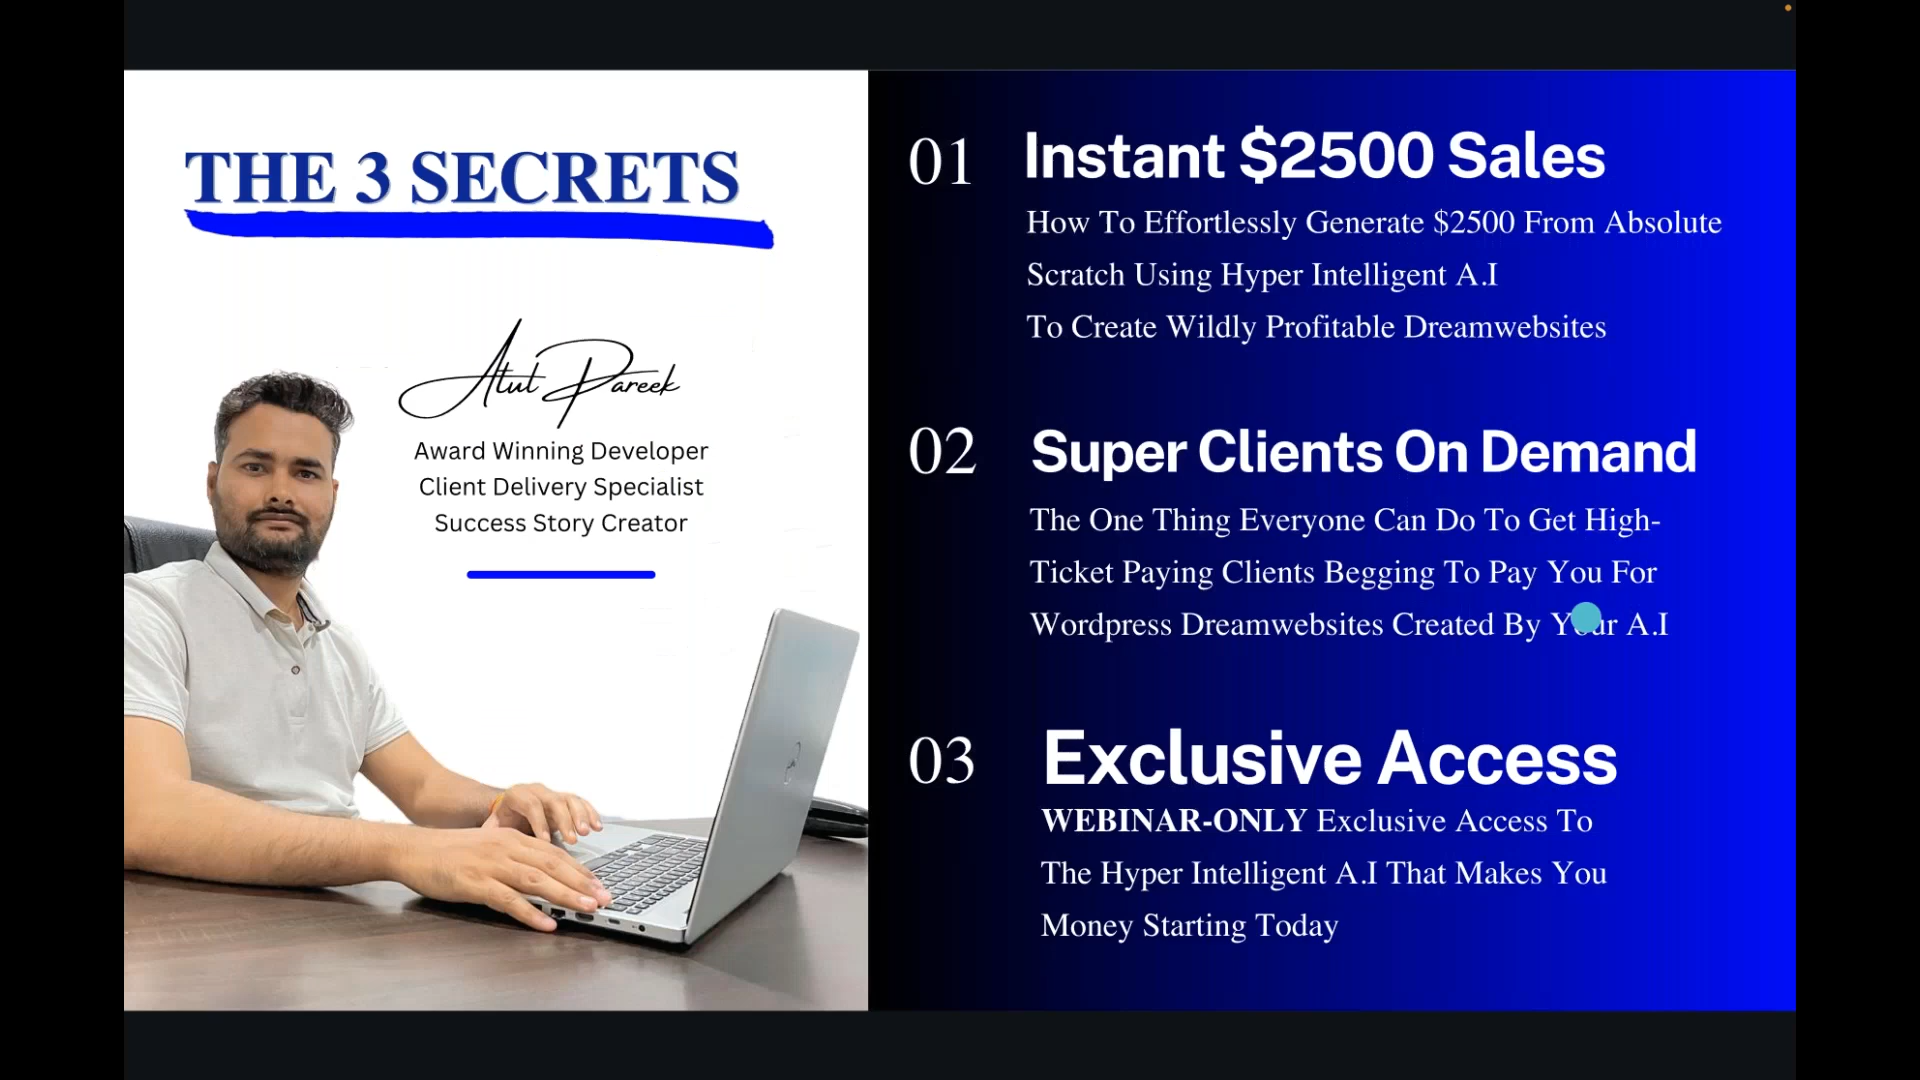 THE 3 SECRETS
Atul Pareek
Award Winning Developer
Client Delivery Specialist
Success Story Creator
01
Instant $2500 Sales
How To Effortlessly Generate $2500 From Absolute
Scratch Using Hyper Intelligent A.I
To Create Wildly Profitable Dreamwebsites
02
Super Clients On Demand
The One Thing Everyone Can Do To Get High-
Ticket Paying Clients Begging To Pay You For
Wordpress Dreamwebsites Created By Your A.I
03
Exclusive Access
WEBINAR-ONLY Exclusive Access To
The Hyper Intelligent A.I That Makes You
Money Starting Today